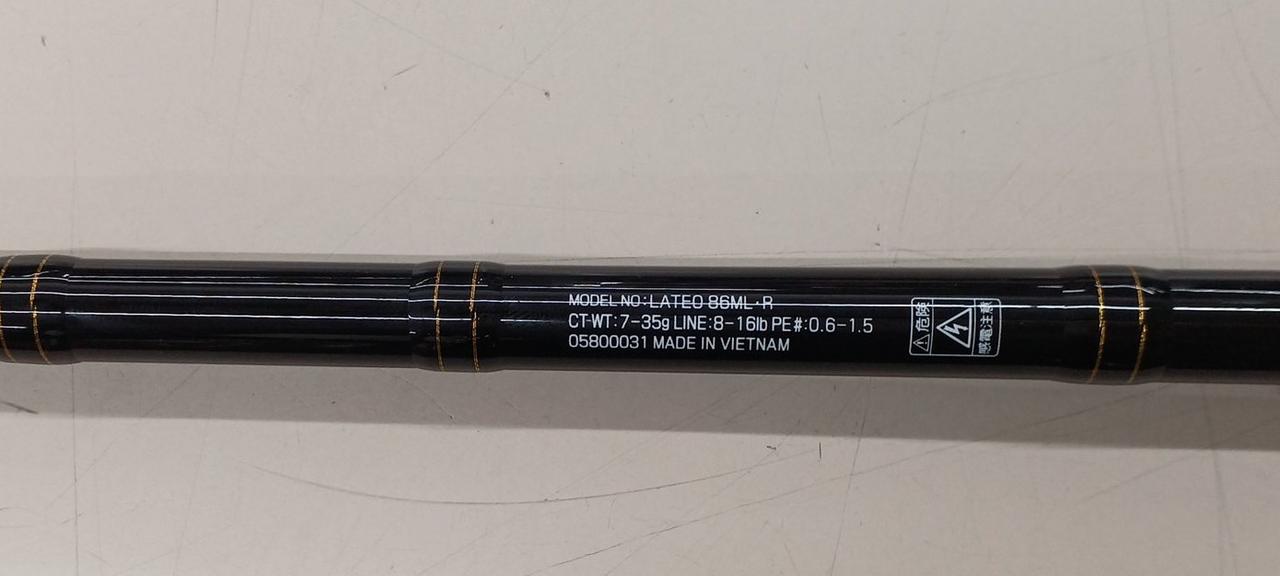 MODEL NO:LATEO 86ML·R
CT-WT:7-35g LINE:8-16lb PE#:0.6-1.5
05800031 MADE IN VIETNAM
危険
感電注意